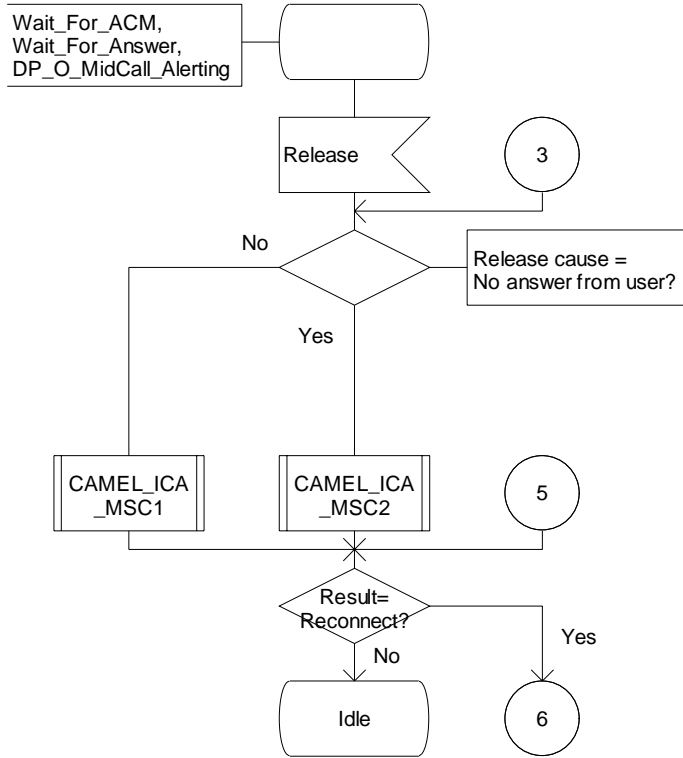 Wait_For_ACM,
Wait_For_Answer,
DP_O_MidCall_Alerting
Release
3
No
Release cause =
No answer from user?
Yes
CAMEL_ICA
_MSC1
CAMEL_ICA
_MSC2
5
Result=
Reconnect?
Yes
No
Idle
6